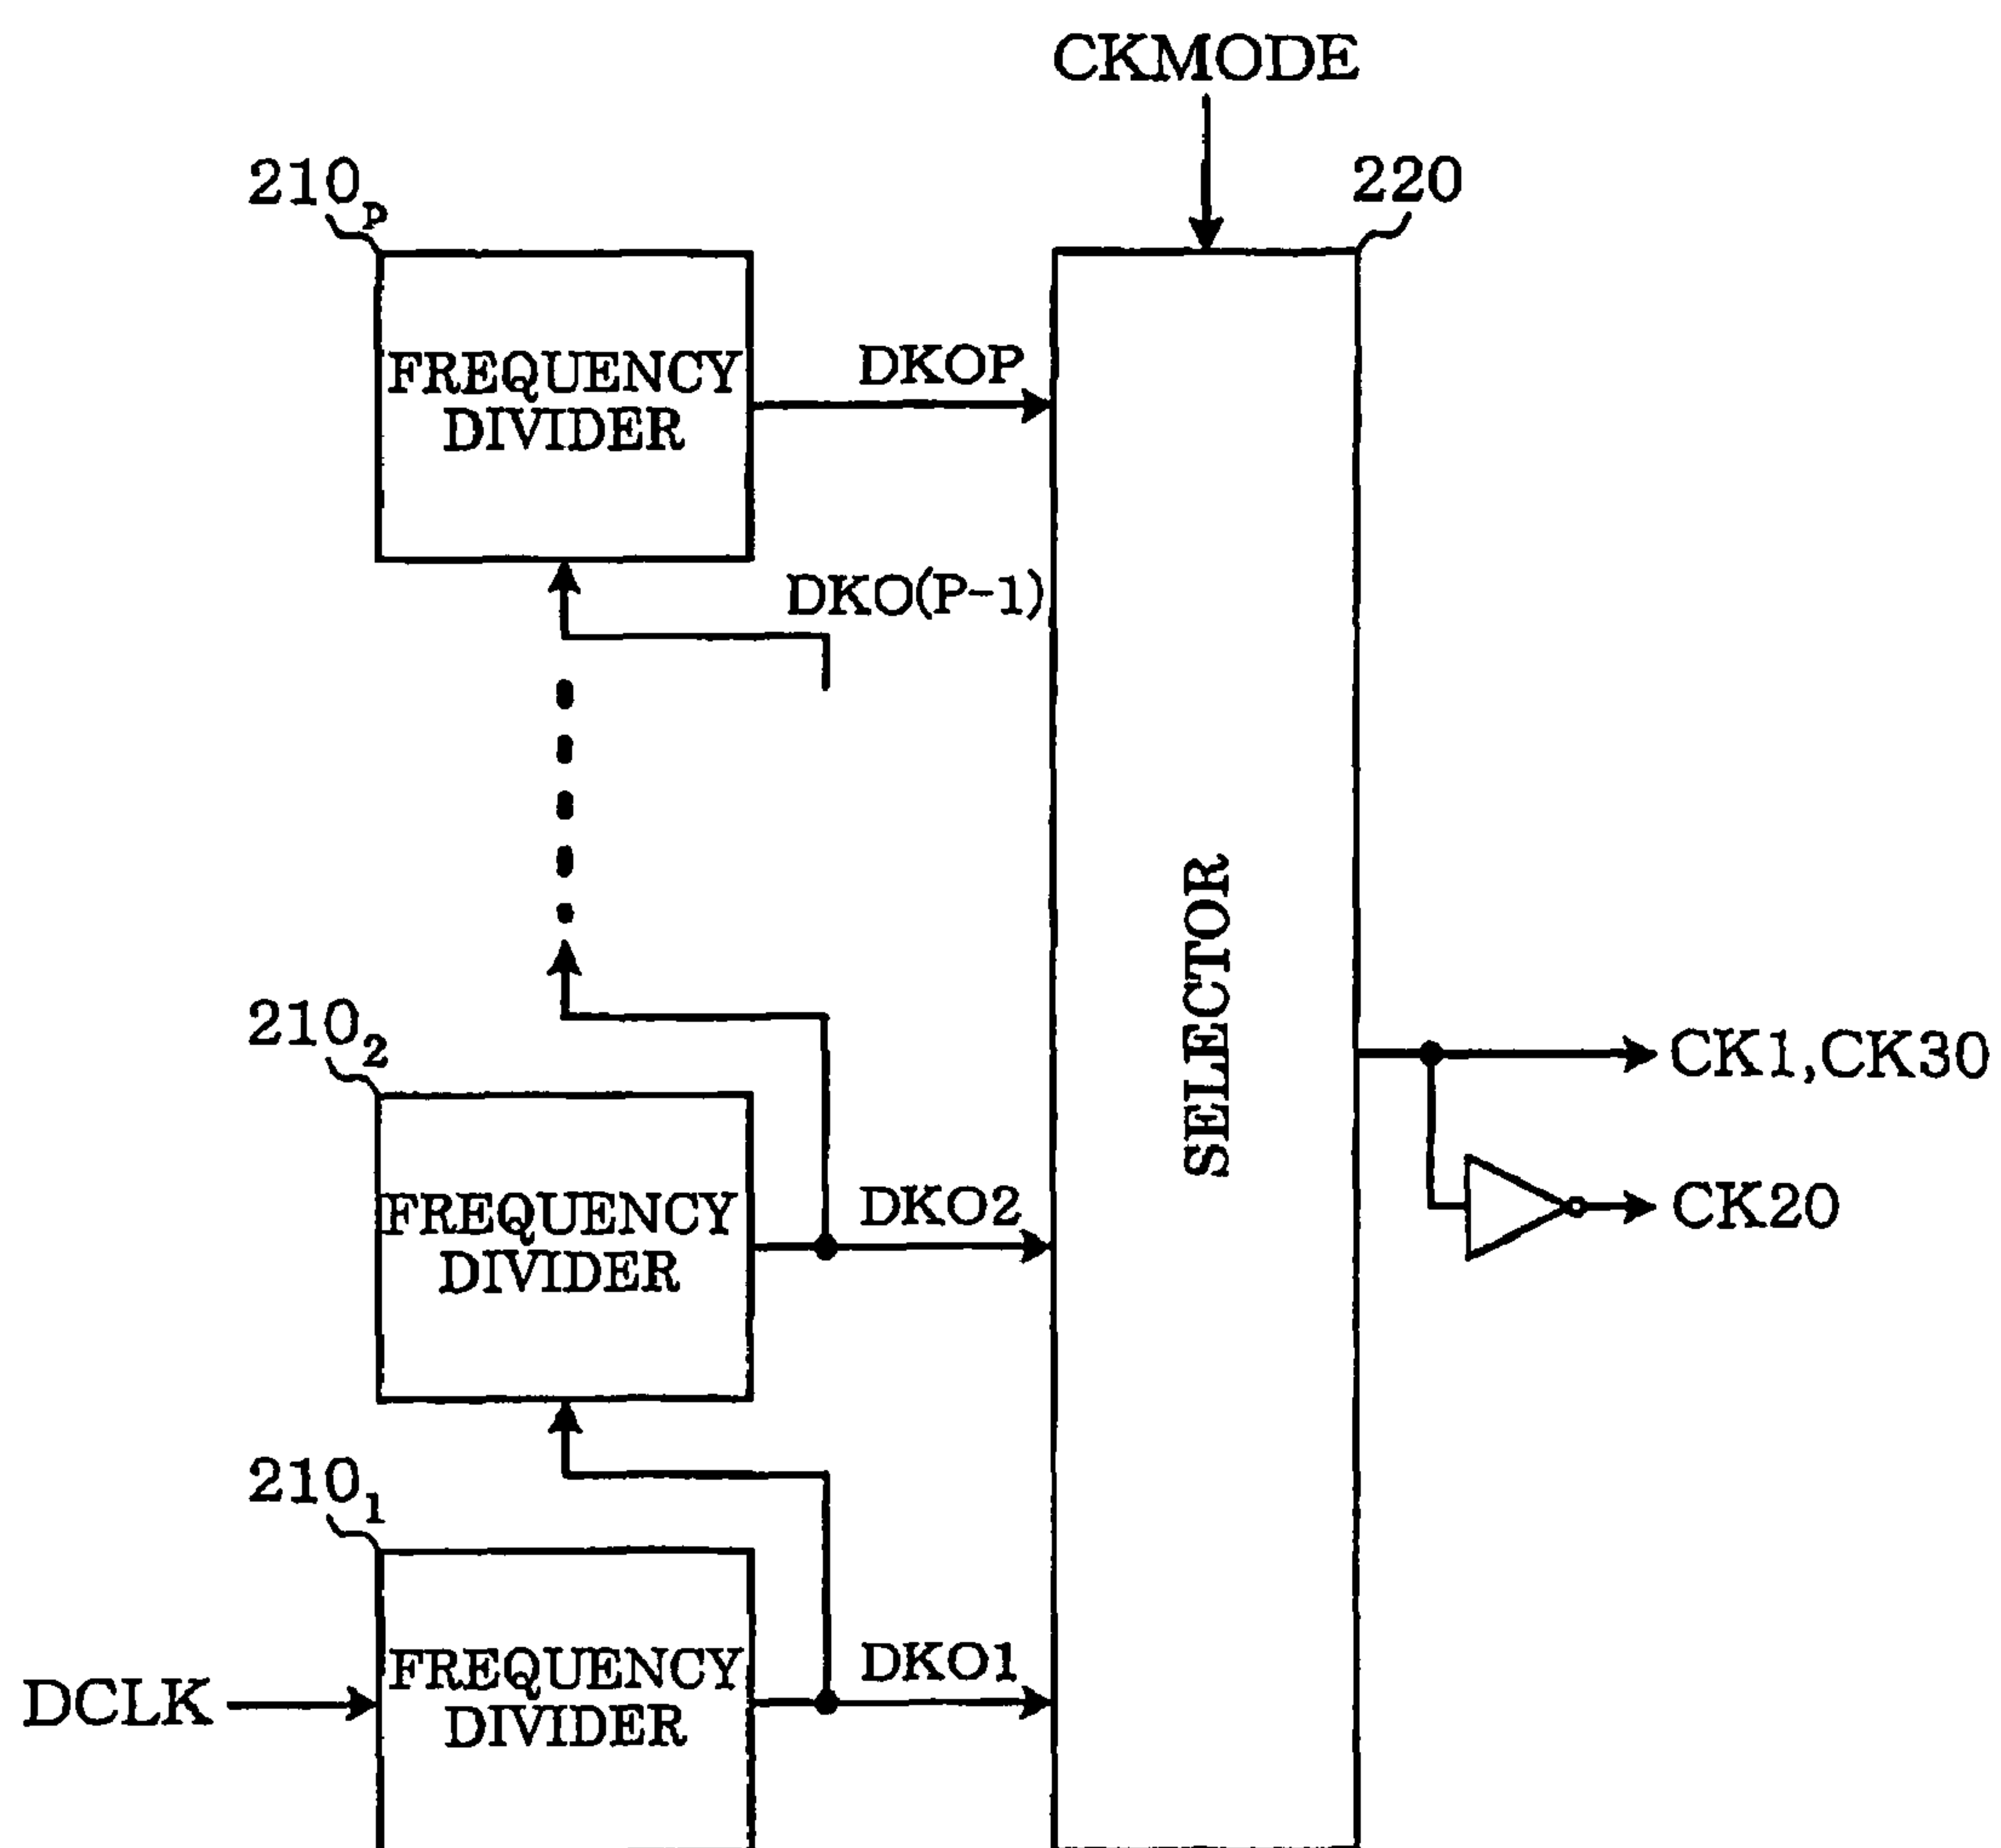 CKMODE
210P
220
FREQUENCY
DIVIDER
DKOP
DKO(P-1)
SELECTOR
2102
CK1,CK30
FREQUENCY
DIVIDER
DKO2
CK20
2101
FREQUENCY
DIVIDER
DKO1
DCLK